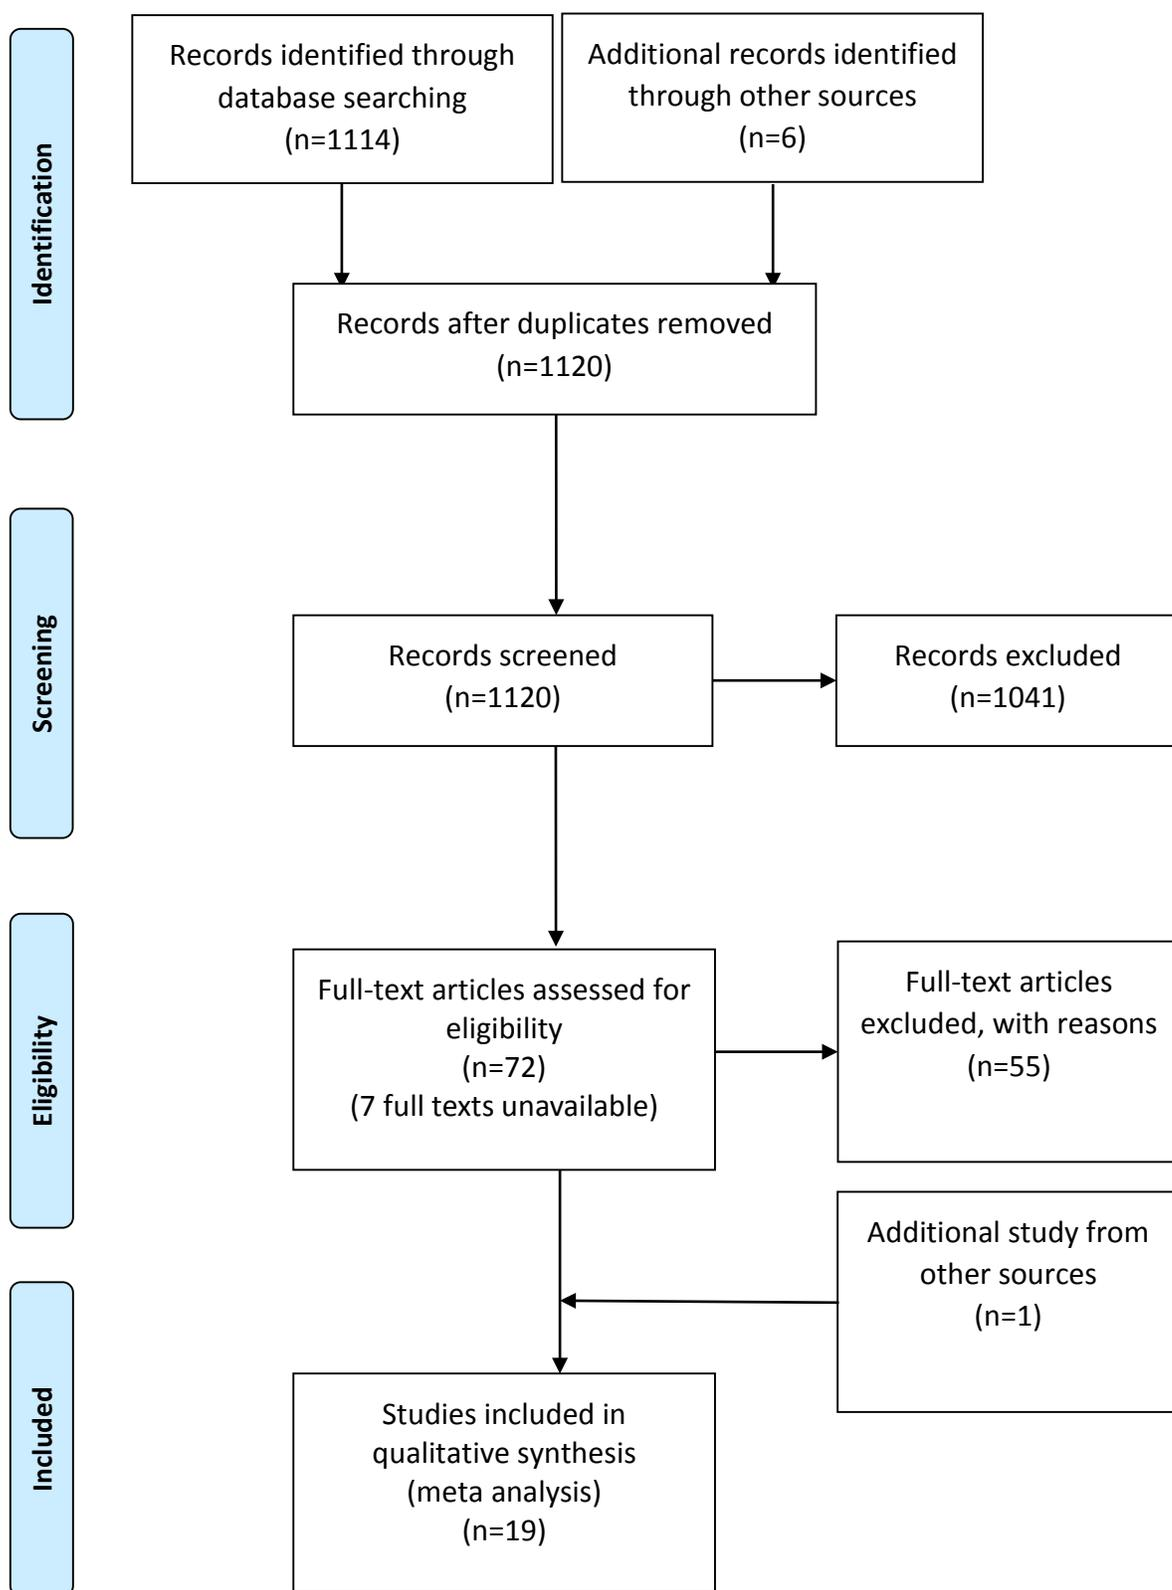 Identification
Records identified through
database searching
(n=1114)
Additional records identified
through other sources
(n=6)
Records after duplicates removed
(n=1120)
Screening
Records screened
(n=1120)
Records excluded
(n=1041)
Eligibility
Full-text articles assessed for
eligibility
(n=72)
(7 full texts unavailable)
Full-text articles
excluded, with reasons
(n=55)
Additional study from
other sources
(n=1)
Included
Studies included in
qualitative synthesis
(meta analysis)
(n=19)